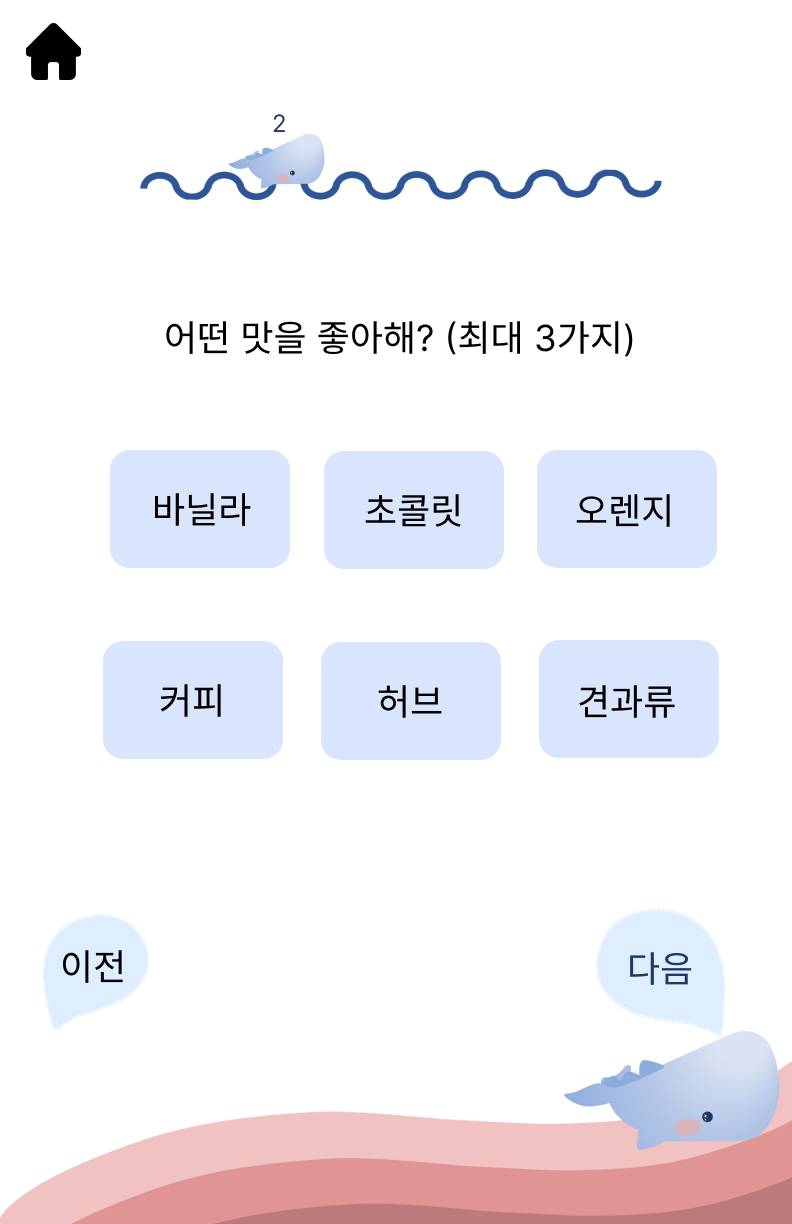 2
어떤 맛을 좋아해? (최대 3가지)
바닐라 초콜릿 오렌지
커피 허브 견과류
이전 다음